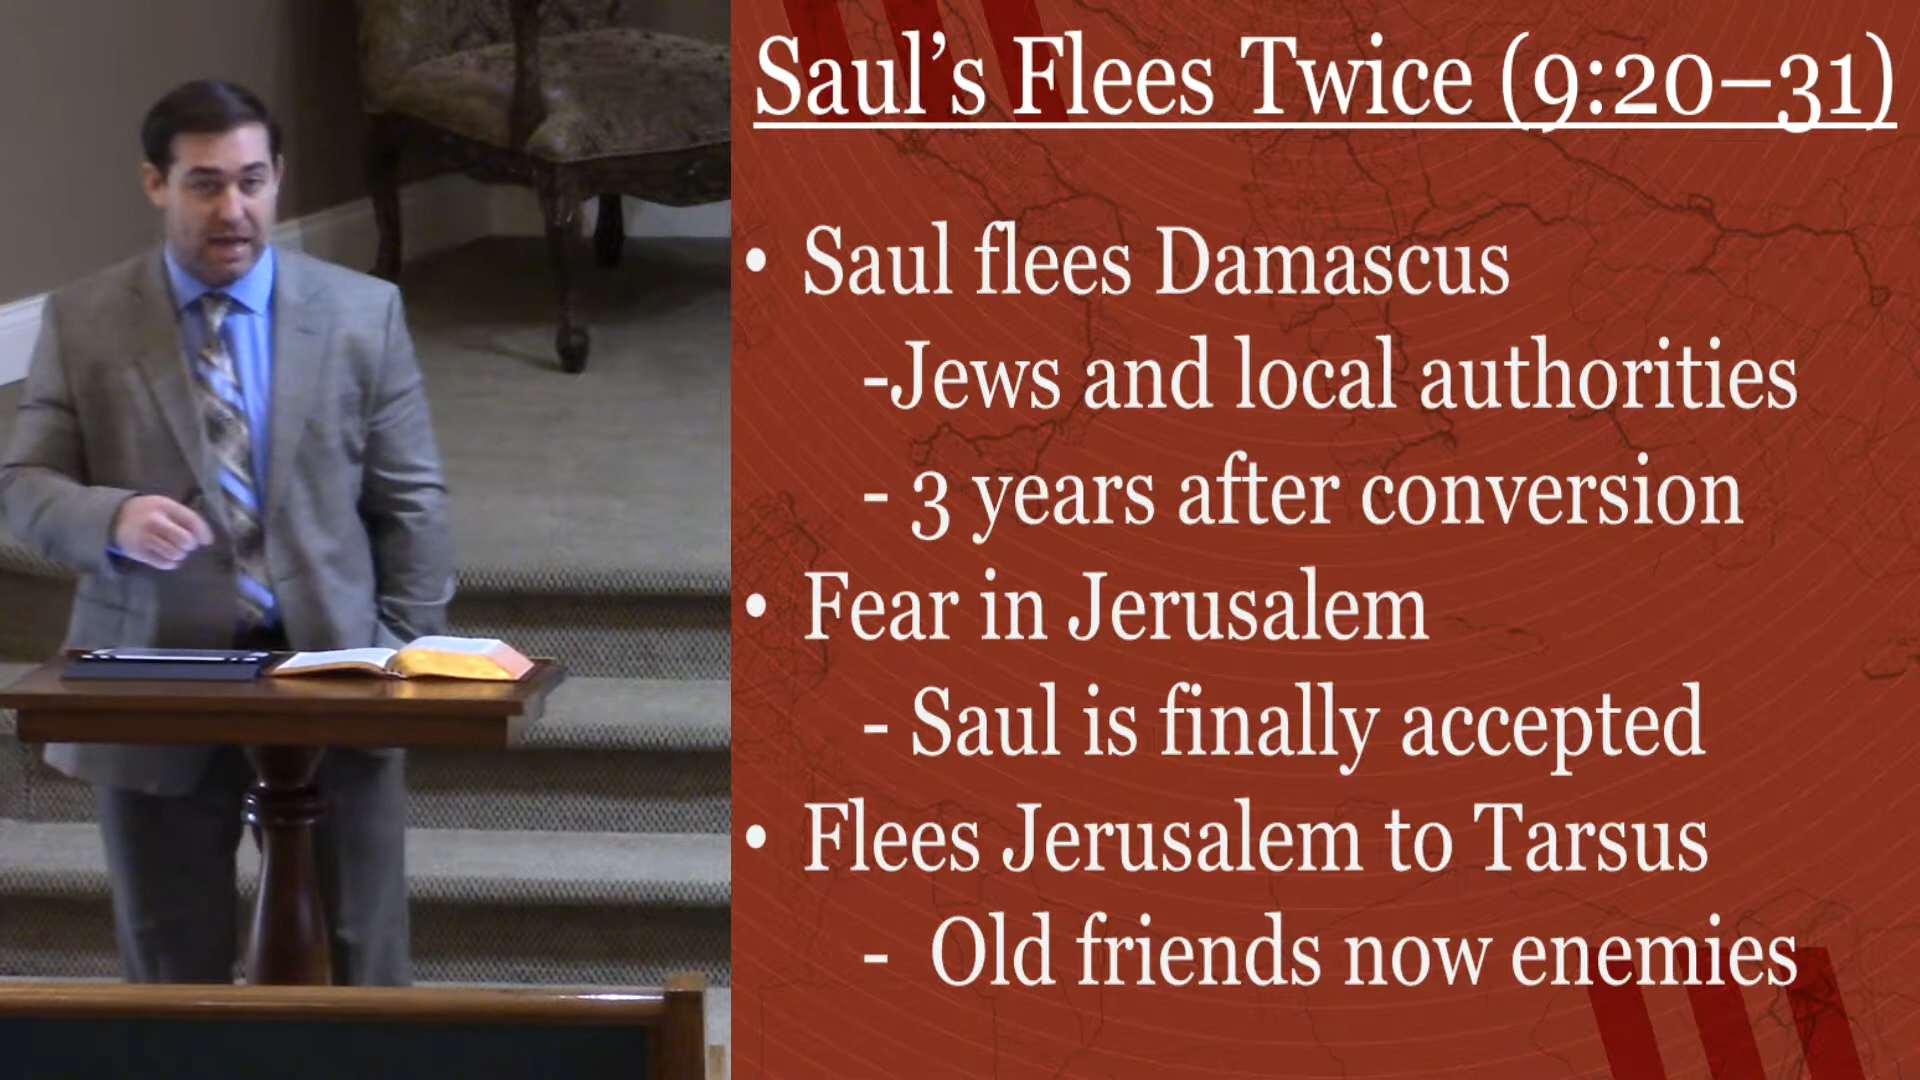 Saul’s Flees Twice (9:20–31)
• Saul flees Damascus
-Jews and local authorities
- 3 years after conversion
• Fear in Jerusalem
- Saul is finally accepted
• Flees Jerusalem to Tarsus
- Old friends now enemies